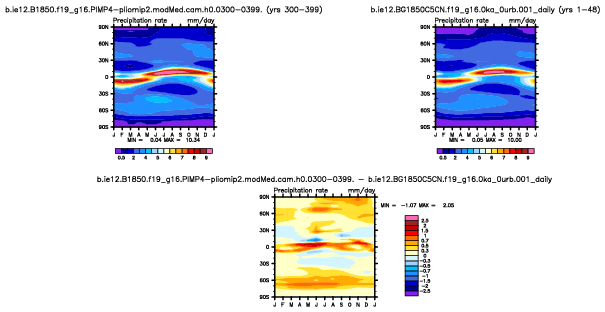 b.ie12.B1850.f19_g16.PIMP4-pliomip2.modMed.cam.h0.0300-0399. (yrs 300-399)
b.ie12.BG1850C5CN.f19_g16.0ka_0urb.001_daily (yrs 1-48)
Precipitation rate mm/day
Precipitation rate mm/day
90N
60N
30N
0
30S
60S
90S
90N
60N
30N
0
30S
60S
90S
J F M A M J J A S O N D J
J F M A M J J A S O N D J
MIN = 0.04 MAX = 10.34
MIN = 0.05 MAX = 10.00
0.5 2 4 5 6 7 8 9
0.5 2 4 5 6 7 8 9
b.ie12.B1850.f19_g16.PIMP4-pliomip2.modMed.cam.h0.0300-0399. - b.ie12.BG1850C5CN.f19_g16.0ka_0urb.001_daily
Precipitation rate mm/day
MIN = -1.07 MAX = 2.05
90N
60N
30N
0
30S
60S
90S
J F M A M J J A S O N D J
2.5
2
1.5
1
0.7
0.5
0.3
0
-0.3
-0.5
-0.7
-1
-1.5
-2
-2.5